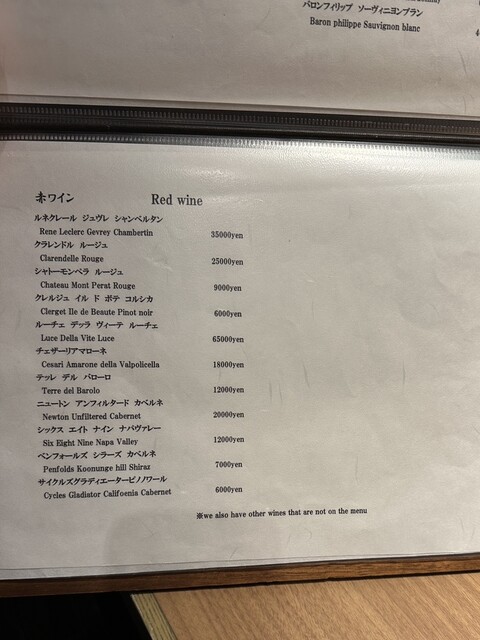 バロンフィリップ ソーヴィニヨンブラン
Baron philippe Sauvignon blanc
赤ワイン Red wine
ルネクレール ジュヴレ シャンベルタン
Rene Leclerc Gevrey Chambertin 35000yen
クラレンドル ルージュ
Clarendelle Rouge 25000yen
シャトーモンペラ ルージュ
Chateau Mont Perat Rouge 9000yen
クレルジュ イル ド ボテ コルシカ
Clerget Ile de Beaute Pinot noir 6000yen
ルーチェ デッラ ヴィーテ ルーチェ
Luce Della Vite Luce 65000yen
チェザーリアマローネ
Cesari Amarone della Valpolicella 18000yen
テッレ デル バローロ
Terre del Barolo 12000yen
ニュートン アンフィルタード カベルネ
Newton Unfiltered Cabernet 20000yen
シックス エイト ナイン ナパヴァレー
Six Eight Nine Napa Valley 12000yen
ペンフォールズ シラーズ カベルネ
Penfolds Koonunge hill Shiraz 7000yen
サイクルズグラディエーターピノノワール
Cycles Gladiator Califoenia Cabernet 6000yen
※we also have other wines that are not on the menu